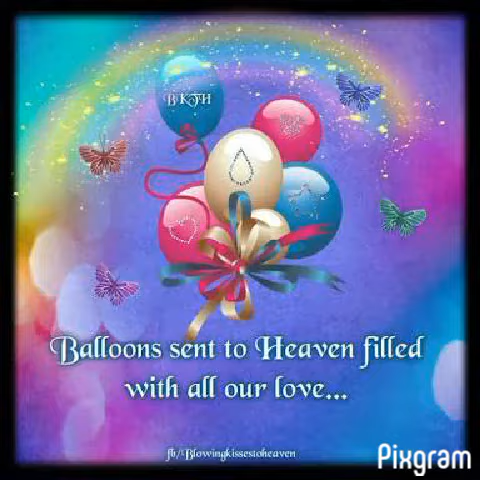 BKTH
Balloons sent to Heaven filled
with all our love...
fb/Blowingkissestoheaven
Pixgram